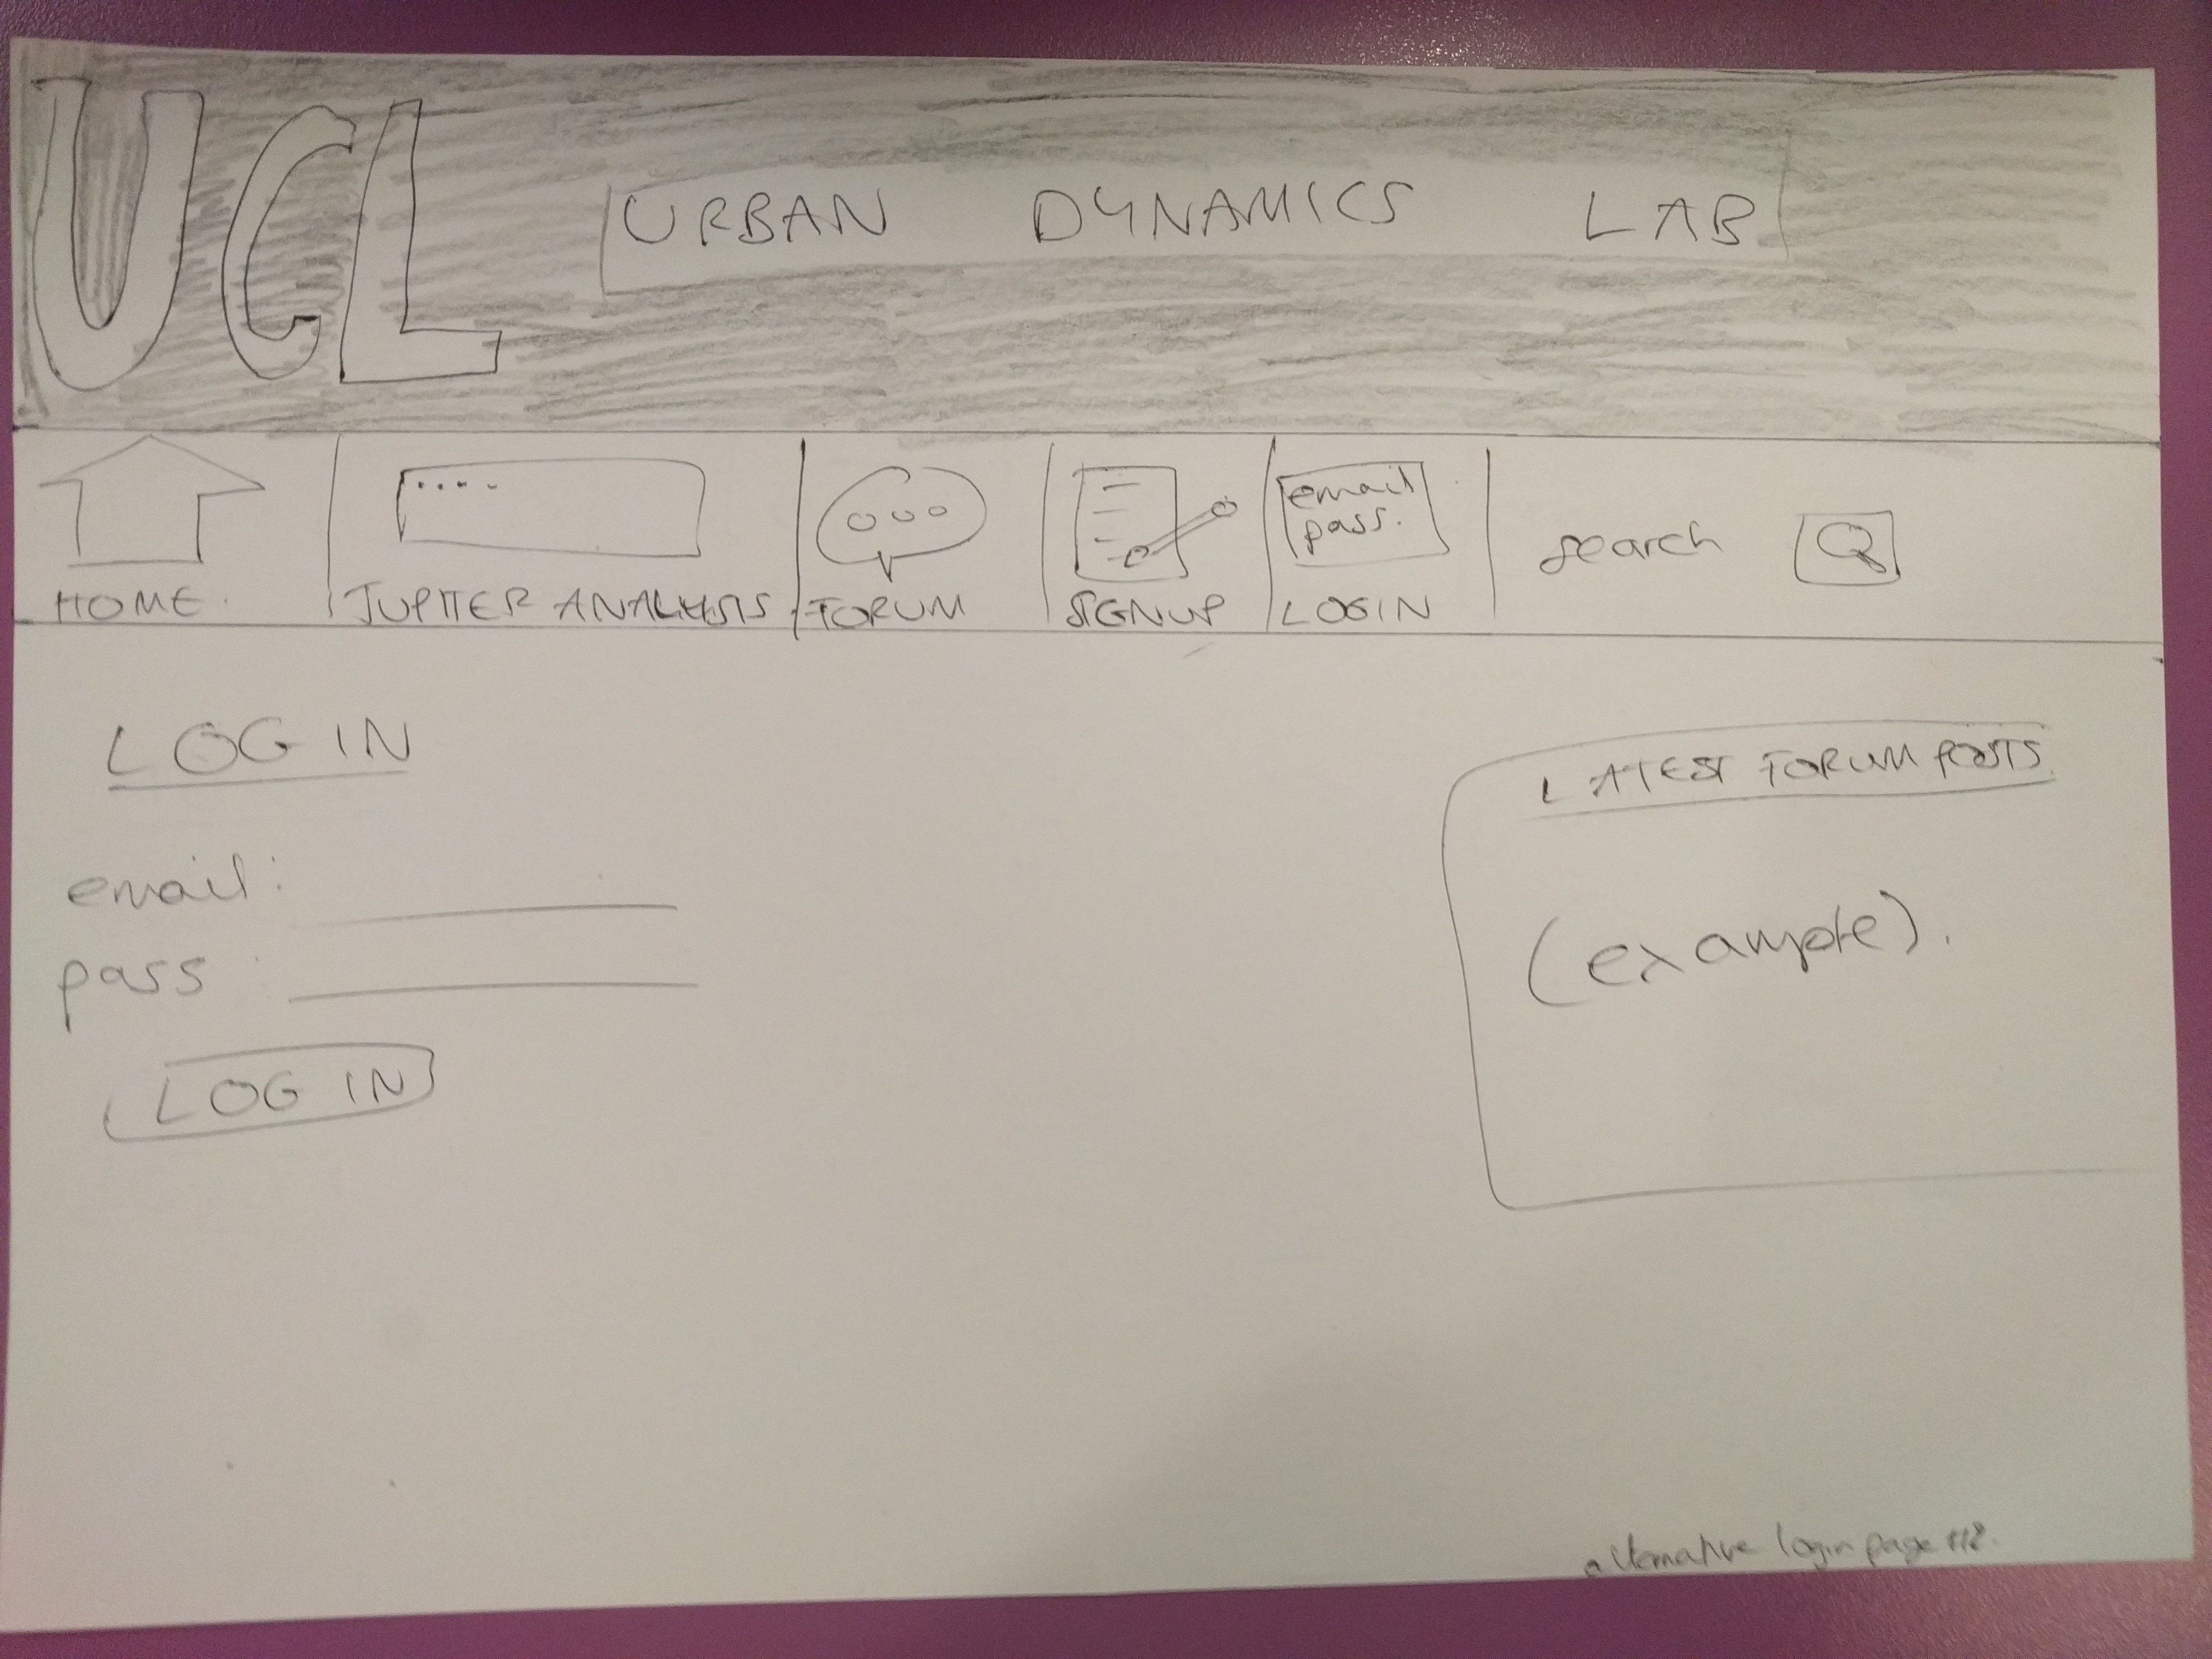 UCL
URBAN DYNAMICS LAB
email
pass.
search
HOME.
JUPITER ANALYSIS
FORUM
SIGNUP
LOGIN
LOG IN
LATEST FORUM POSTS
email:
pass :
(example).
LOG IN
alternative login page